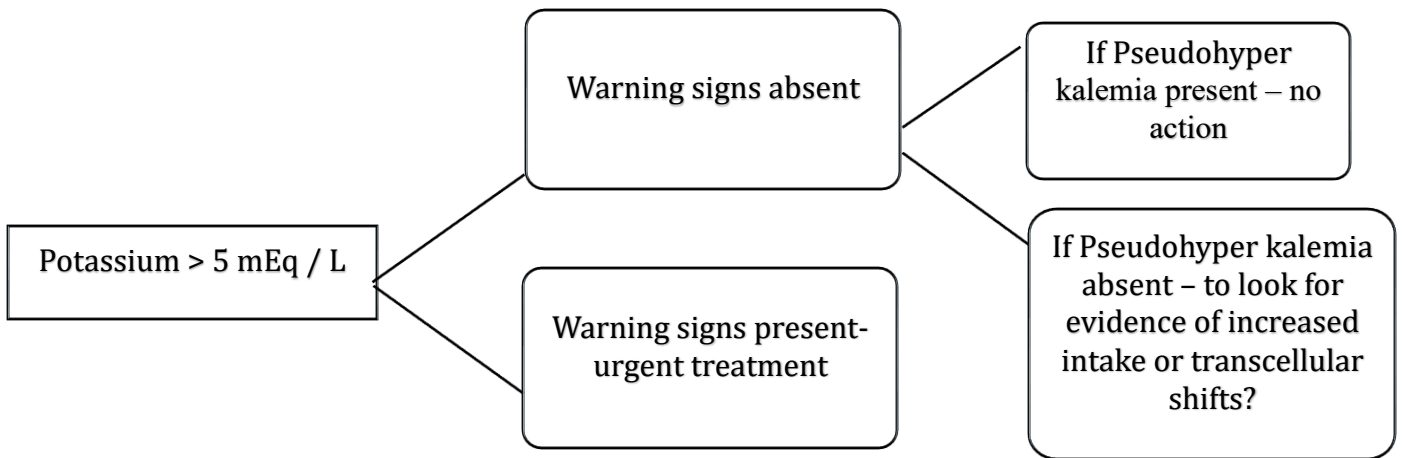 Potassium > 5 mEq / L
Warning signs absent
Warning signs present-
urgent treatment
If Pseudohyper
kalemia present – no
action
If Pseudohyper kalemia
absent – to look for
evidence of increased
intake or transcellular
shifts?